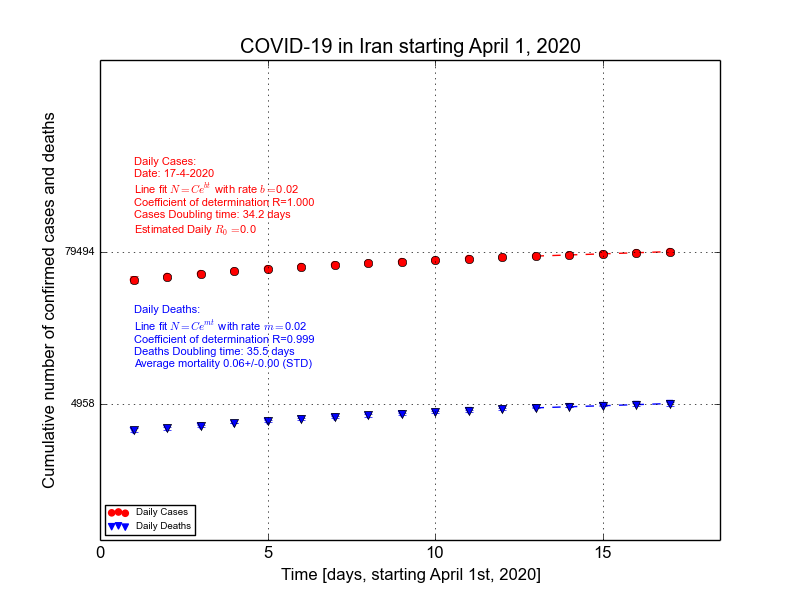 COVID-19 in Iran starting April 1, 2020
Cumulative number of confirmed cases and deaths
Daily Cases:
Date: 17-4-2020
Line fit N=Ce^{bt} with rate b=0.02
Coefficient of determination R=1.000
Cases Doubling time: 34.2 days
Estimated Daily R_0=0.0
79494
Daily Deaths:
Line fit N=Ce^{mt} with rate m=0.02
Coefficient of determination R=0.999
Deaths Doubling time: 35.5 days
Average mortality 0.06+/-0.00 (STD)
4958
Daily Cases
Daily Deaths
0 5 10 15
Time [days, starting April 1st, 2020]